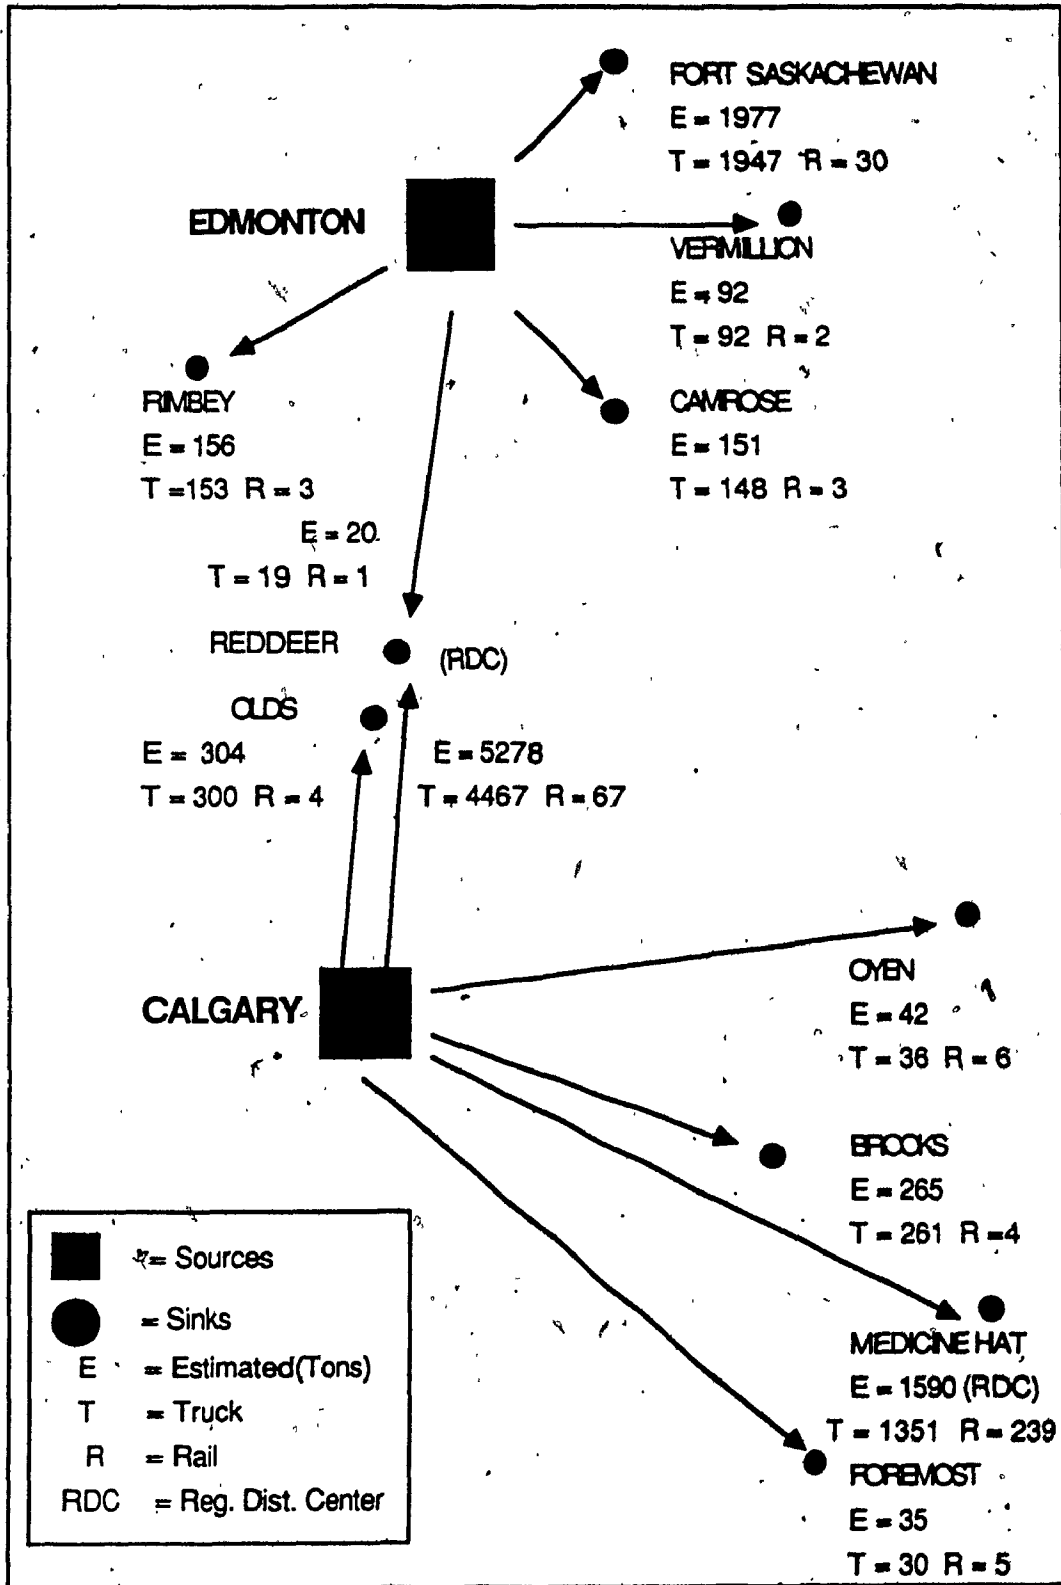 FORT SASKACHEWAN
E = 1977
T = 1947 R = 30
EDMONTON
VERMILLION
E = 92
T = 92 R = 2
RIMBEY
E = 156
T =153 R = 3
CAMROSE
E = 151
T = 148 R = 3
E = 20
T = 19 R = 1
REDDEER
(RDC)
OLDS
E = 304
T = 300 R = 4
E = 5278
T = 4467 R = 67
CALGARY
OYEN
E = 42
T = 36 R = 6
BROOKS
E = 265
T = 261 R =4
MEDICINE HAT
E = 1590 (RDC)
T = 1351 R = 239
FOREMOST
E = 35
T = 30 R = 5
= Sources
= Sinks
E = Estimated(Tons)
T = Truck
R = Rail
RDC = Reg. Dist. Center